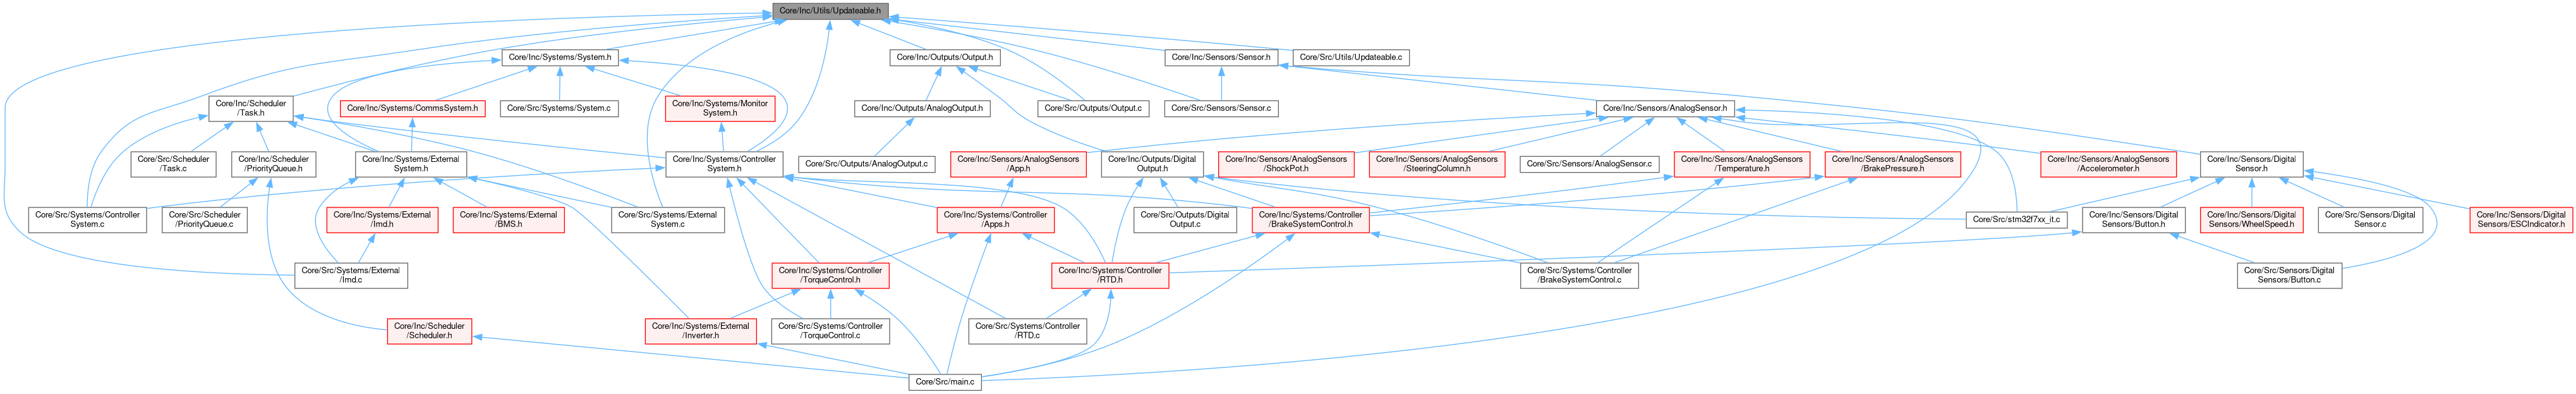 Core/Inc/Utils/Updateable.h
Core/Inc/Systems/System.h
Core/Inc/Outputs/Output.h
Core/Inc/Sensors/Sensor.h
Core/Src/Utils/Updateable.c
Core/Inc/Scheduler
/Task.h
Core/Inc/Systems/CommsSystem.h
Core/Src/Systems/System.c
Core/Inc/Systems/Monitor
System.h
Core/Inc/Outputs/AnalogOutput.h
Core/Src/Outputs/Output.c
Core/Src/Sensors/Sensor.c
Core/Inc/Sensors/AnalogSensor.h
Core/Src/Scheduler
/Task.c
Core/Inc/Scheduler
/PriorityQueue.h
Core/Inc/Systems/External
System.h
Core/Inc/Systems/Controller
System.h
Core/Src/Outputs/AnalogOutput.c
Core/Inc/Sensors/AnalogSensors
/App.h
Core/Inc/Outputs/Digital
Output.h
Core/Inc/Sensors/AnalogSensors
/ShockPot.h
Core/Inc/Sensors/AnalogSensors
/SteeringColumn.h
Core/Src/Sensors/AnalogSensor.c
Core/Inc/Sensors/AnalogSensors
/Temperature.h
Core/Inc/Sensors/AnalogSensors
/BrakePressure.h
Core/Inc/Sensors/AnalogSensors
/Accelerometer.h
Core/Inc/Sensors/Digital
Sensor.h
Core/Src/Systems/Controller
System.c
Core/Src/Scheduler
/PriorityQueue.c
Core/Inc/Systems/External
/Imd.h
Core/Inc/Systems/External
/BMS.h
Core/Src/Systems/External
System.c
Core/Inc/Systems/Controller
/Apps.h
Core/Src/Outputs/Digital
Output.c
Core/Inc/Systems/Controller
/BrakeSystemControl.h
Core/Src/stm32f7xx_it.c
Core/Inc/Sensors/Digital
Sensors/Button.h
Core/Inc/Sensors/Digital
Sensors/WheelSpeed.h
Core/Src/Sensors/Digital
Sensor.c
Core/Inc/Sensors/Digital
Sensors/ESCIndicator.h
Core/Src/Systems/External
/Imd.c
Core/Inc/Systems/Controller
/TorqueControl.h
Core/Inc/Systems/Controller
/RTD.h
Core/Src/Systems/Controller
/BrakeSystemControl.c
Core/Src/Sensors/Digital
Sensors/Button.c
Core/Inc/Scheduler
/Scheduler.h
Core/Inc/Systems/External
/Inverter.h
Core/Src/Systems/Controller
/TorqueControl.c
Core/Src/Systems/Controller
/RTD.c
Core/Src/main.c